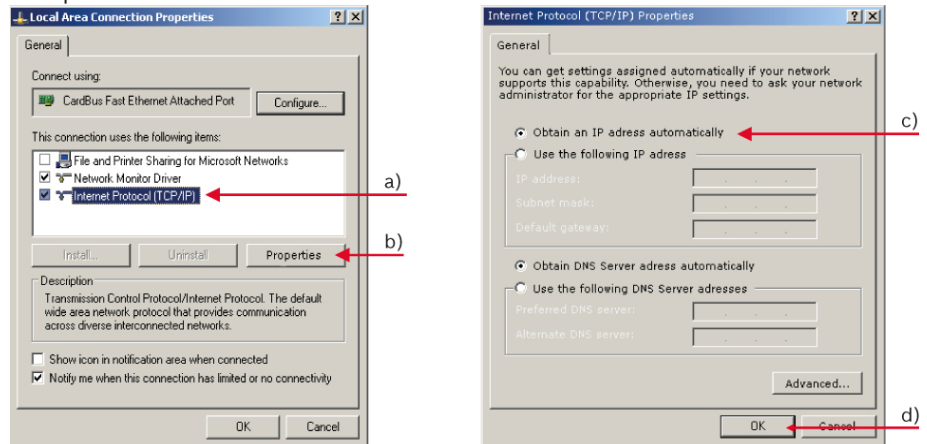 Local Area Connection Properties
General
Connect using:
CardBus Fast Ethernet Attached Port
Configure...
This connection uses the following items:
File and Printer Sharing for Microsoft Networks
Network Monitor Driver
Internet Protocol (TCP/IP)
a)
Install...
Uninstall
Properties
b)
Description
Transmission Control Protocol/Internet Protocol. The default
wide area network protocol that provides communication
across diverse interconnected networks.
Show icon in notification area when connected
Notify me when this connection has limited or no connectivity
OK
Cancel
Internet Protocol (TCP/IP) Properties
General
You can get settings assigned automatically if your network
supports this capability. Otherwise, you need to ask your network
administrator for the appropriate IP settings.
Obtain an IP adress automatically
c)
Use the following IP adress
IP address:
Subnet mask:
Default gateway:
Obtain DNS Server adress automatically
Use the following DNS Server adresses
Preferred DNS server:
Alternate DNS server:
Advanced...
OK
Cancel
d)